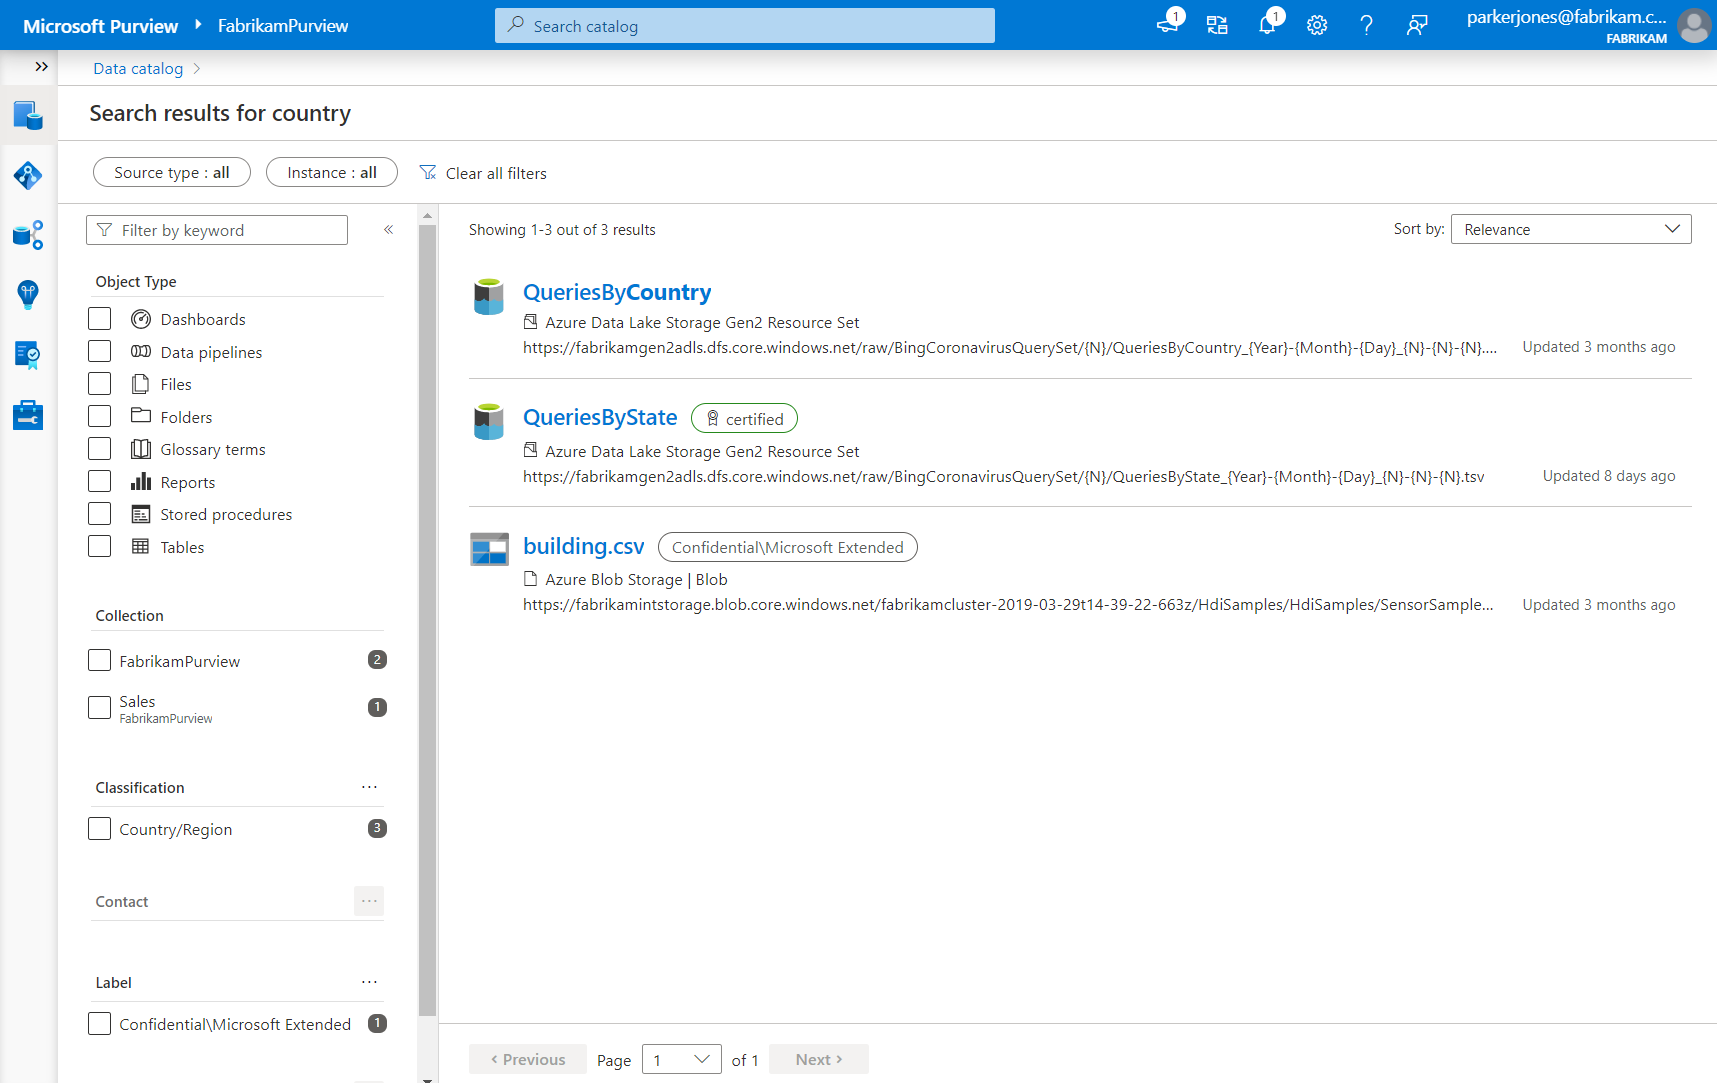 Microsoft Purview FabrikamPurview
Search catalog
1
1
parkerjones@fabrikam.c...
FABRIKAM
Data catalog
Search results for country
Source type : all
Instance : all
Clear all filters
Filter by keyword
Object Type
Dashboards
Data pipelines
Files
Folders
Glossary terms
Reports
Stored procedures
Tables
Collection
FabrikamPurview 2
Sales 1
FabrikamPurview
Classification ...
Country/Region 3
Contact ...
Label ...
Confidential\Microsoft Extended 1
Showing 1-3 out of 3 results
Sort by: Relevance
QueriesByCountry
Azure Data Lake Storage Gen2 Resource Set
https://fabrikamgen2adls.dfs.core.windows.net/raw/BingCoronavirusQuerySet/{N}/QueriesByCountry_{Year}-{Month}-{Day}_{N}-{N}-{N}.... Updated 3 months ago
QueriesByState certified
Azure Data Lake Storage Gen2 Resource Set
https://fabrikamgen2adls.dfs.core.windows.net/raw/BingCoronavirusQuerySet/{N}/QueriesByState_{Year}-{Month}-{Day}_{N}-{N}-{N}.tsv Updated 8 days ago
building.csv Confidential\Microsoft Extended
Azure Blob Storage | Blob
https://fabrikamintstorage.blob.core.windows.net/fabrikamcluster-2019-03-29t14-39-22-663z/HdiSamples/HdiSamples/SensorSample... Updated 3 months ago
Previous Page 1 of 1 Next